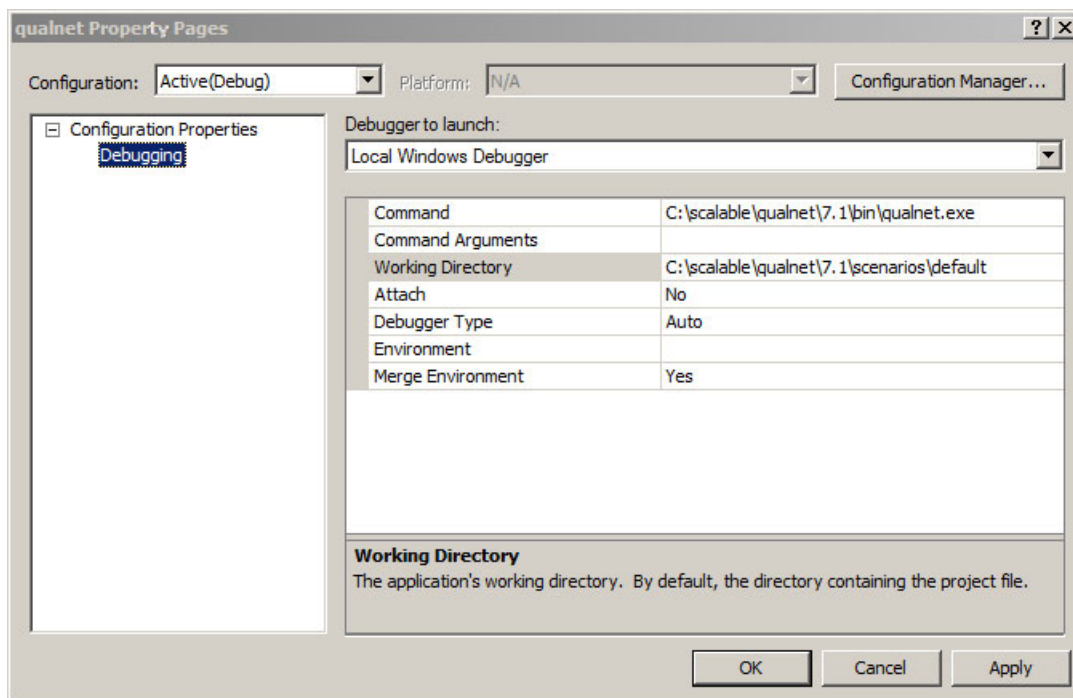 qualnet Property Pages
Configuration: Active(Debug) Platform: N/A Configuration Manager...
Configuration Properties
Debugging
Debugger to launch:
Local Windows Debugger
Command C:\scalable\qualnet\7.1\bin\qualnet.exe
Command Arguments
Working Directory C:\scalable\qualnet\7.1\scenarios\default
Attach No
Debugger Type Auto
Environment
Merge Environment Yes
Working Directory
The application's working directory. By default, the directory containing the project file.
OK Cancel Apply